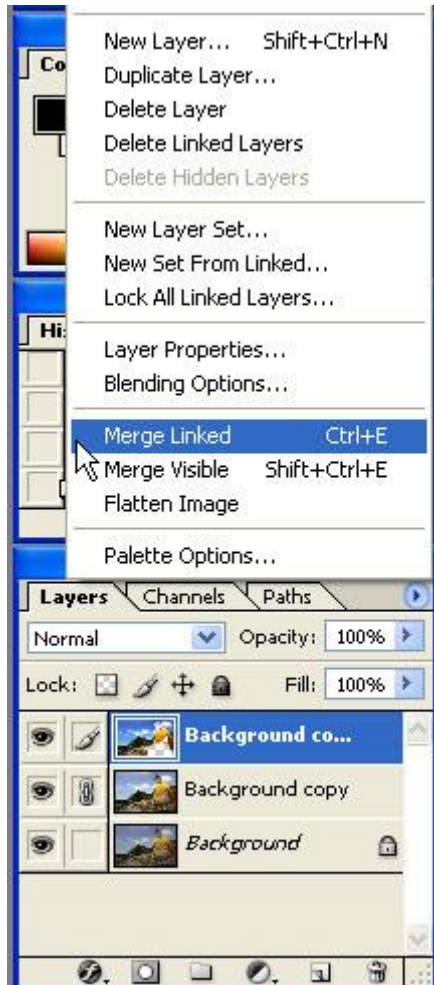 New Layer... Shift+Ctrl+N
Co
Duplicate Layer...
Delete Layer
Delete Linked Layers
Delete Hidden Layers
New Layer Set...
New Set From Linked...
Lock All Linked Layers...
His
Layer Properties...
Blending Options...
Merge Linked Ctrl+E
Merge Visible Shift+Ctrl+E
Flatten Image
Palette Options...
Layers Channels Paths
Normal Opacity: 100%
Lock: Fill: 100%
Background co...
Background copy
Background